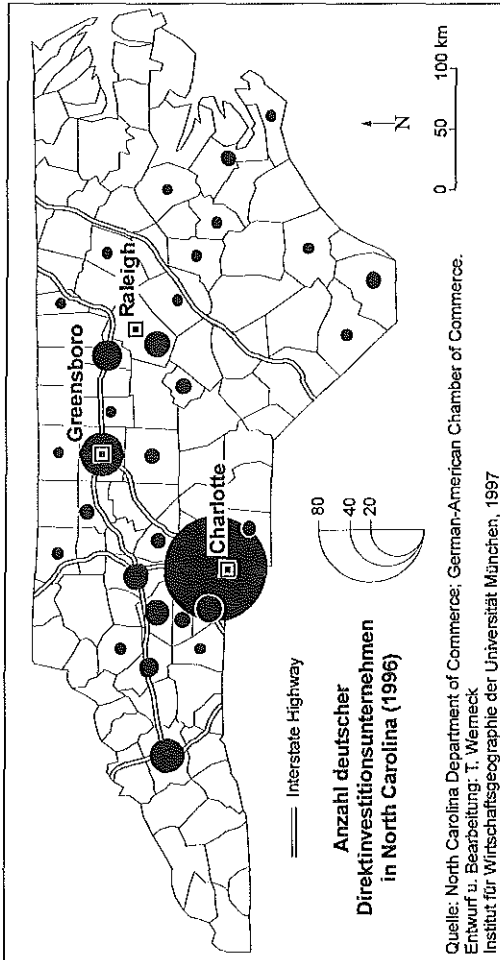 Greensboro
Raleigh
Charlotte
Interstate Highway
Anzahl deutscher
Direktinvestitionsunternehmen
in North Carolina (1996)
80
40
20
N
0 50 100 km
Quelle: North Carolina Department of Commerce; German-American Chamber of Commerce.
Entwurf u. Bearbeitung: T. Werneck
Institut für Wirtschaftsgeographie der Universität München, 1997